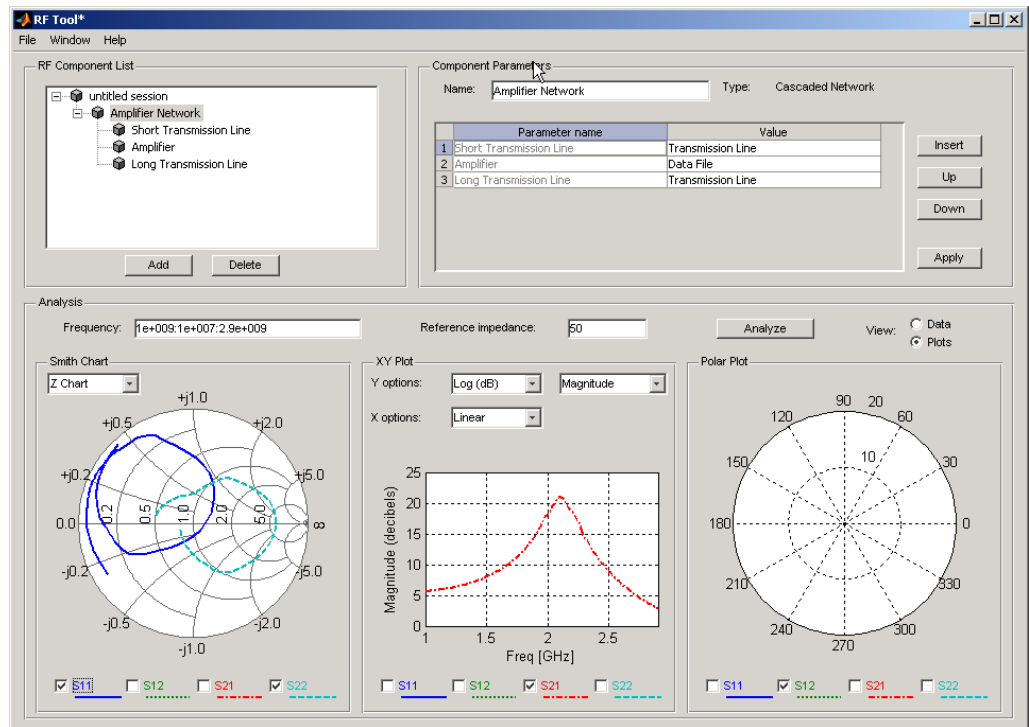 RF Tool*
File Window Help
RF Component List
untitled session
Amplifier Network
Short Transmission Line
Amplifier
Long Transmission Line
Add Delete
Component Parameters
Name: Amplifier Network Type: Cascaded Network
Parameter name Value
1 Short Transmission Line Transmission Line
2 Amplifier Data File
3 Long Transmission Line Transmission Line
Insert
Up
Down
Apply
Analysis
Frequency: 1e+009:1e+007:2.9e+009 Reference impedance: 50 Analyze View: Data
Plots
Smith Chart
Z Chart
+j1.0
+j0.5 +j2.0
+j0.2 +j5.0
0.0 0.2 0.5 1.0 2.0 5.0 ∞
-j0.2 -j5.0
-j0.5 -j2.0
-j1.0
S11 S12 S21 S22
XY Plot
Y options: Log (dB) Magnitude
X options: Linear
Magnitude (decibels)
25
20
15
10
5
0
1 1.5 2 2.5
Freq [GHz]
S11 S12 S21 S22
Polar Plot
90 20
120 60
150 10 30
180 0
210 330
240 300
270
S11 S12 S21 S22